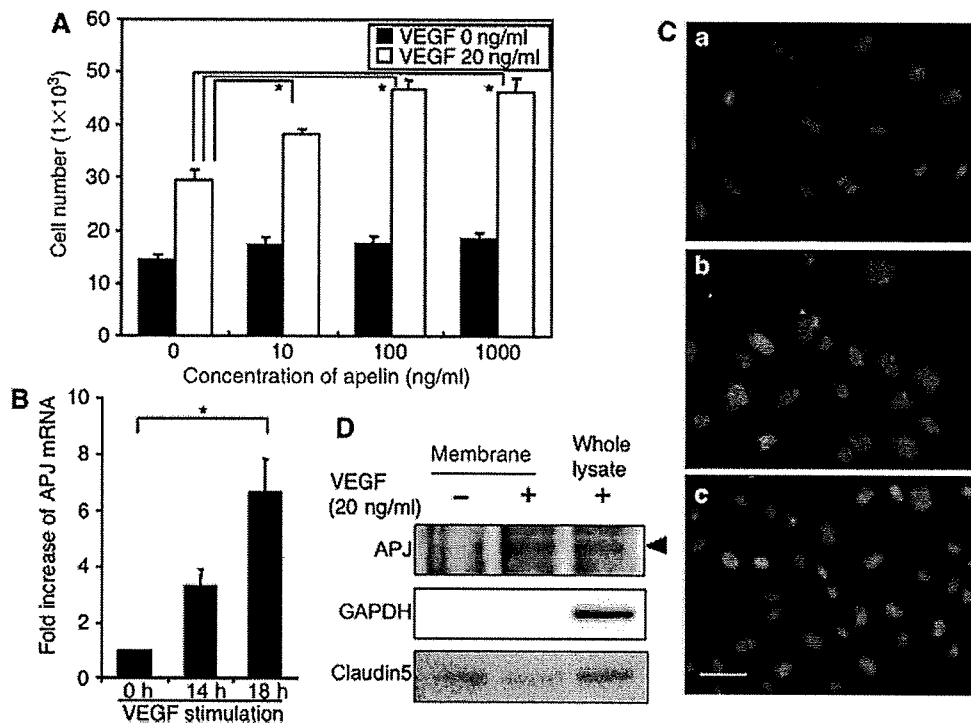 A
60
50
40
30
20
10
0
Cell number (1×10³)
VEGF 0 ng/ml
VEGF 20 ng/ml
* * *
0 10 100 1000
Concentration of apelin (ng/ml)
B
10
8
6
4
2
0
Fold increase of APJ mRNA
*
0 h 14 h 18 h
VEGF stimulation
C
a
b
c
D
Membrane
Whole
lysate
VEGF
(20 ng/ml)
− + +
APJ
GAPDH
Claudin5